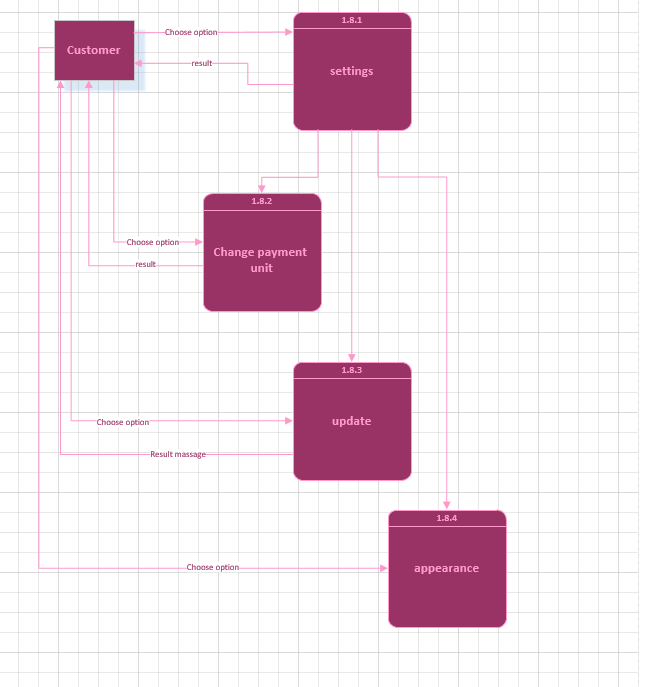 1.8.1
Customer
Choose option
settings
result
1.8.2
Choose option
Change payment
unit
result
1.8.3
Choose option
update
Result massage
1.8.4
Choose option
appearance